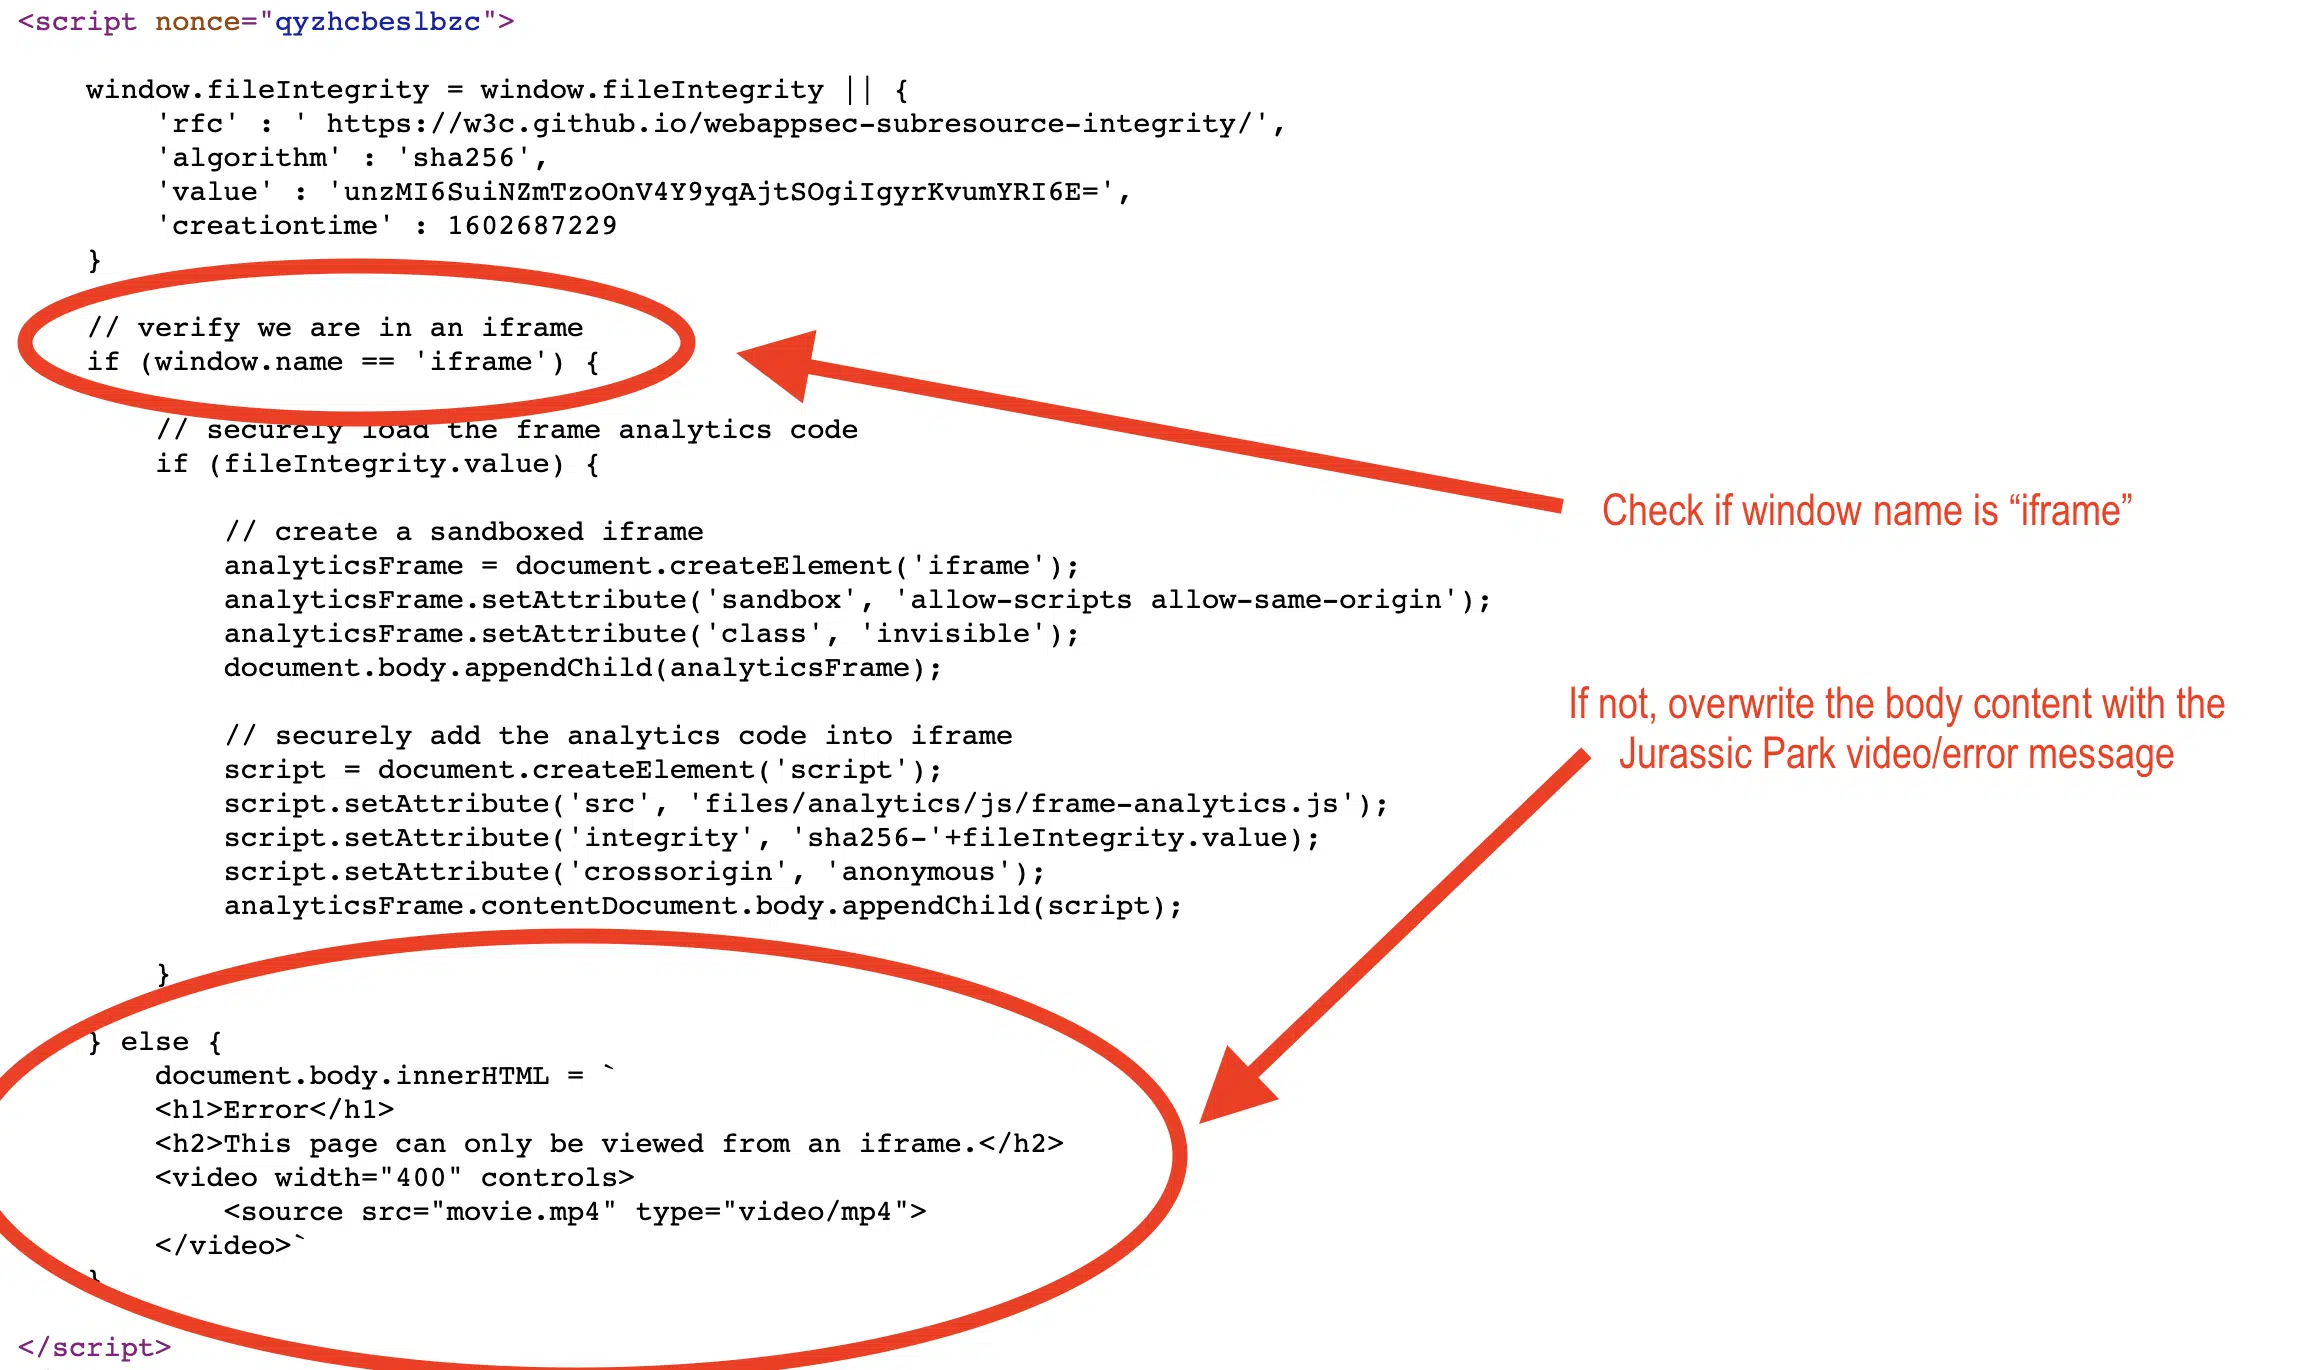 <script nonce="qyzhcbeslbzc">
window.fileIntegrity = window.fileIntegrity || {
'rfc' : ' https://w3c.github.io/webappsec-subresource-integrity/',
'algorithm' : 'sha256',
'value' : 'unzMI6SuiNZmTzoOnV4Y9yqAjtSOgiIgyrKvumYRI6E=',
'creationtime' : 1602687229
}
// verify we are in an iframe
if (window.name == 'iframe') {
// securely load the frame analytics code
if (fileIntegrity.value) {
// create a sandboxed iframe
analyticsFrame = document.createElement('iframe');
analyticsFrame.setAttribute('sandbox', 'allow-scripts allow-same-origin');
analyticsFrame.setAttribute('class', 'invisible');
document.body.appendChild(analyticsFrame);
// securely add the analytics code into iframe
script = document.createElement('script');
script.setAttribute('src', 'files/analytics/js/frame-analytics.js');
script.setAttribute('integrity', 'sha256-'+fileIntegrity.value);
script.setAttribute('crossorigin', 'anonymous');
analyticsFrame.contentDocument.body.appendChild(script);
}
} else {
document.body.innerHTML = `
<h1>Error</h1>
<h2>This page can only be viewed from an iframe.</h2>
<video width="400" controls>
<source src="movie.mp4" type="video/mp4">
</video>`
}
</script>
Check if window name is “iframe”
If not, overwrite the body content with the
Jurassic Park video/error message